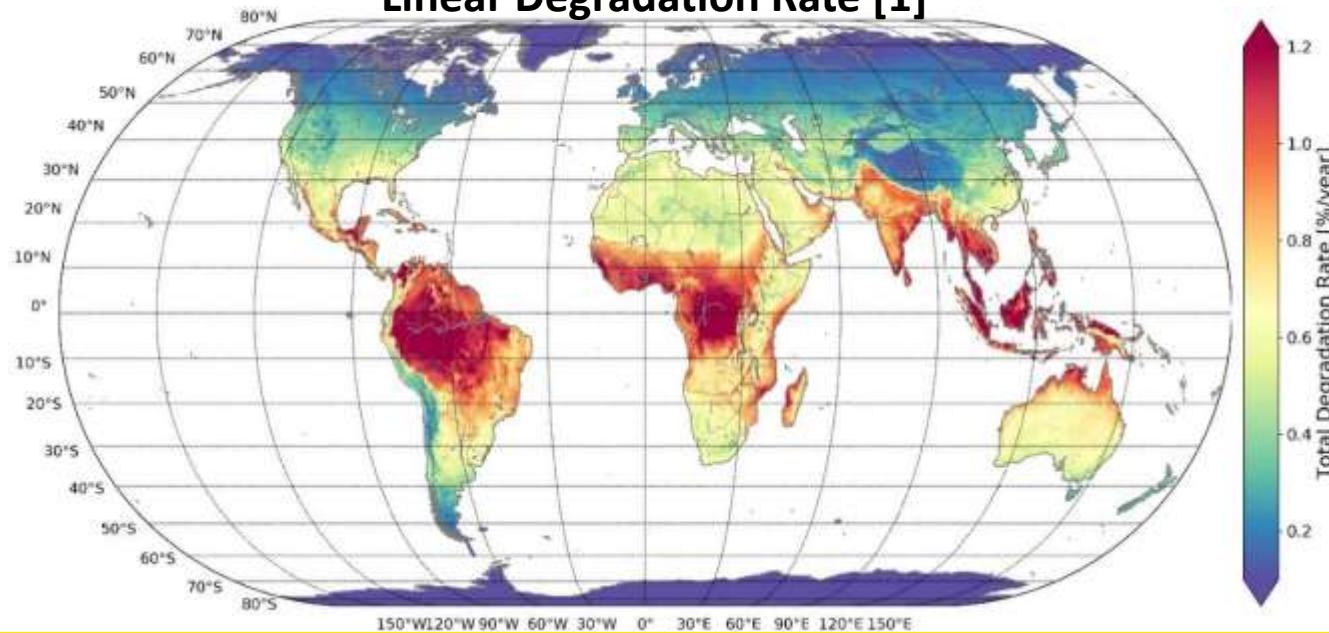 Linear Degradation Rate [1]
80°N
70°N
60°N
50°N
40°N
30°N
20°N
10°N
0°
10°S
20°S
30°S
40°S
50°S
60°S
70°S
80°S
150°W120°W 90°W 60°W 30°W 0° 30°E 60°E 90°E 120°E 150°E
1.2
1.0
0.8
0.6
0.4
0.2
Total Degradation Rate [%/year]